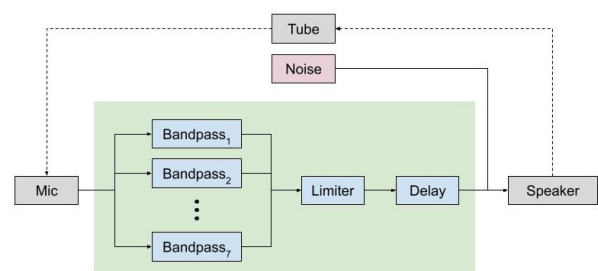 Tube
Noise
Bandpass1
Mic
Bandpass2
Limiter
Delay
Speaker
Bandpass7